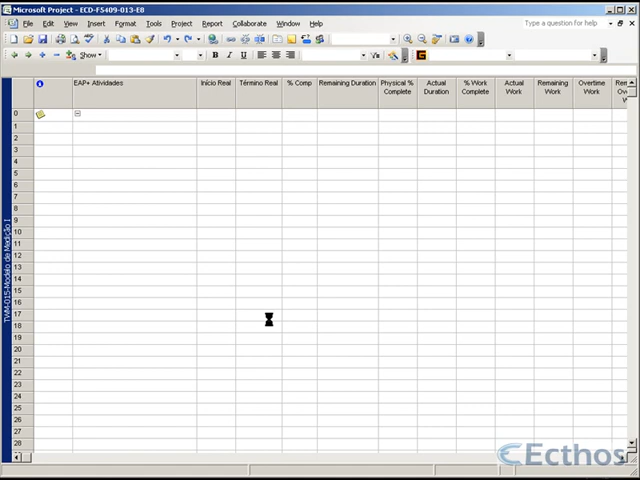 Microsoft Project - ECD-F5409-013-E8
File Edit View Insert Format Tools Project Report Collaborate Window Help
Type a question for help
Show
EAP+ Atividades
Início Real
Término Real
% Comp
Remaining Duration
Physical % Complete
Actual Duration
% Work Complete
Actual Work
Remaining Work
Overtime Work
0
1
2
3
4
5
6
7
8
9
10
11
12
13
14
15
16
17
18
19
20
21
22
23
24
25
26
27
28
TWM-015-Modelo de Medição I
Ecthos